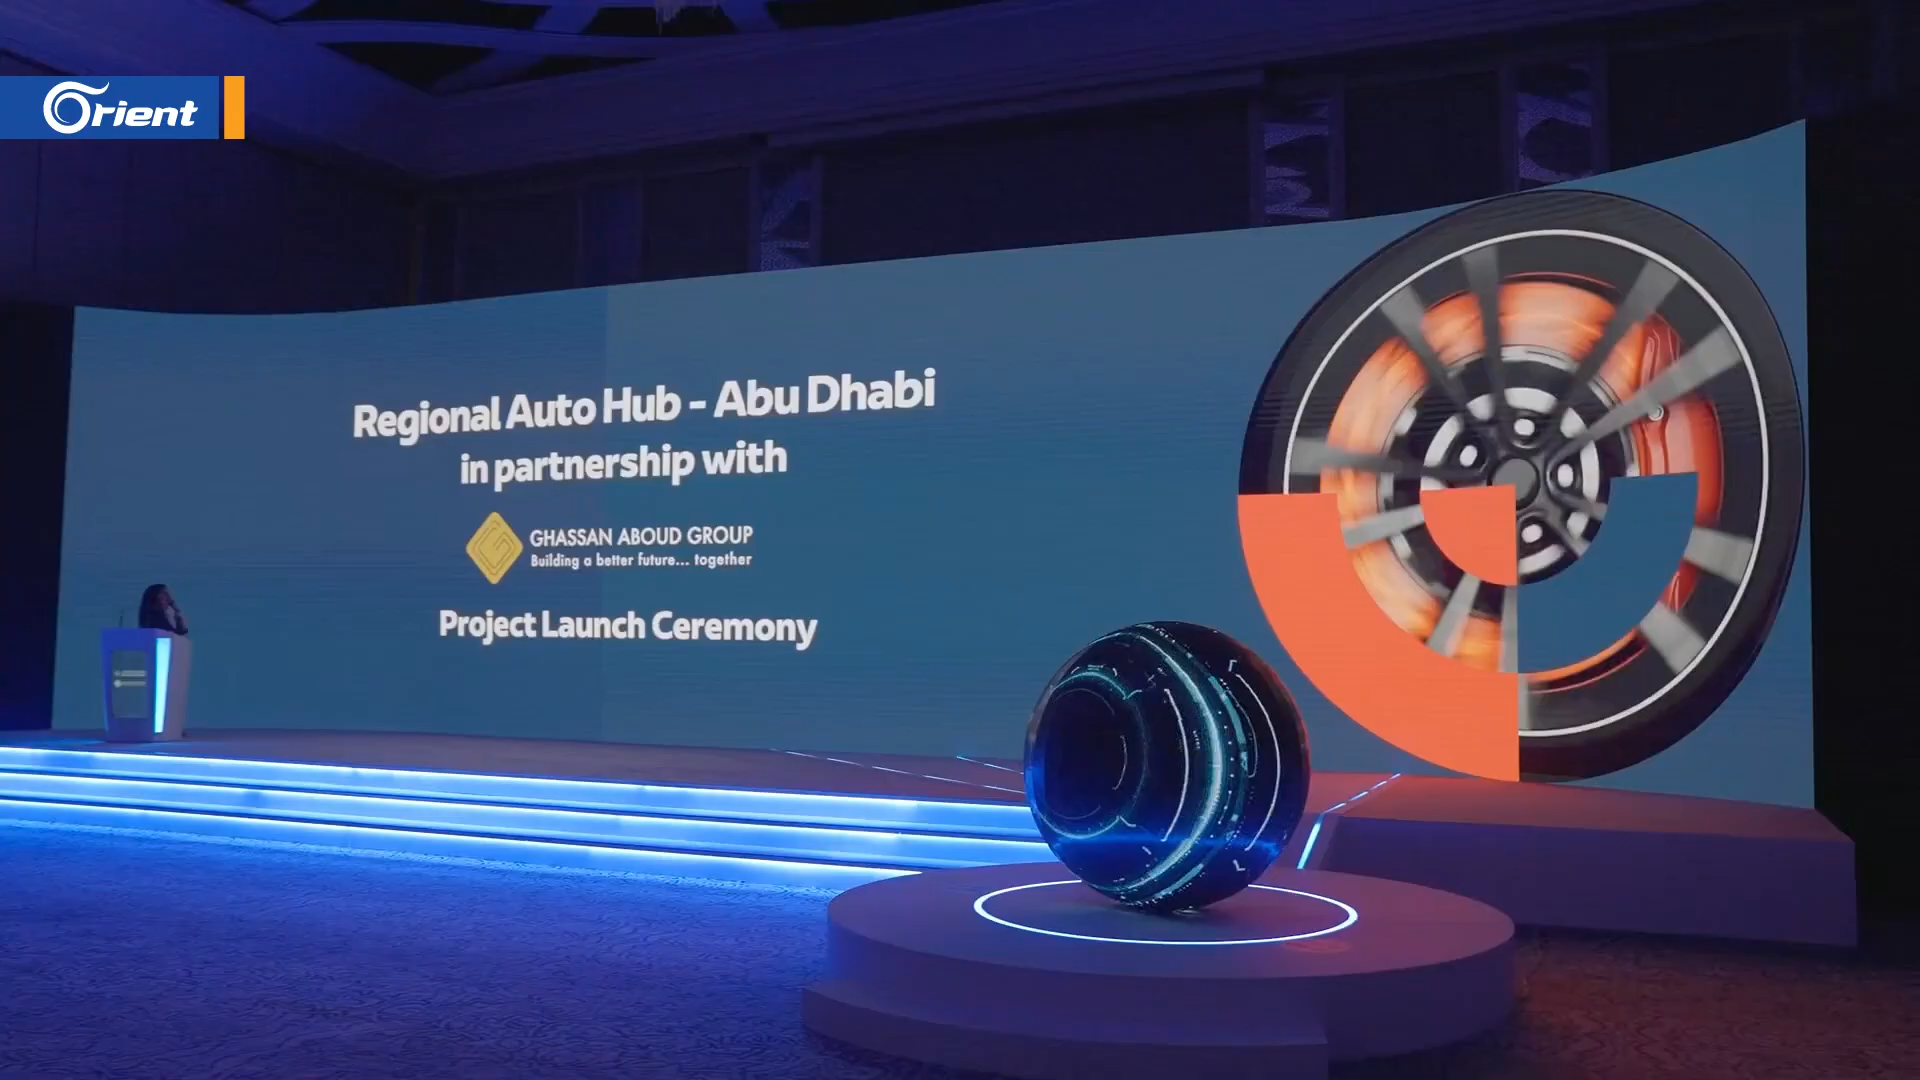 Orient
Regional Auto Hub - Abu Dhabi
in partnership with
GHASSAN ABOUD GROUP
Building a better future... together
Project Launch Ceremony